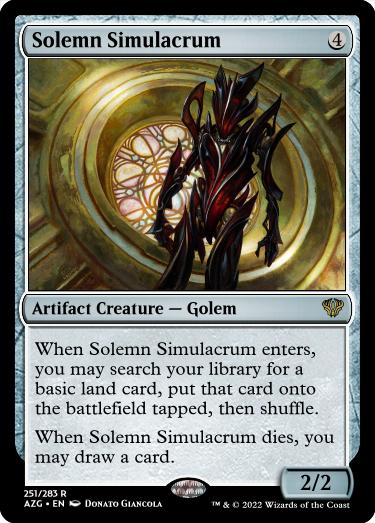 Solemn Simulacrum 4
Artifact Creature — Golem
When Solemn Simulacrum enters,
you may search your library for a
basic land card, put that card onto
the battlefield tapped, then shuffle.
When Solemn Simulacrum dies, you
may draw a card.
2/2
251/283 R
AZG • EN Donato Giancola
™ & © 2022 Wizards of the Coast